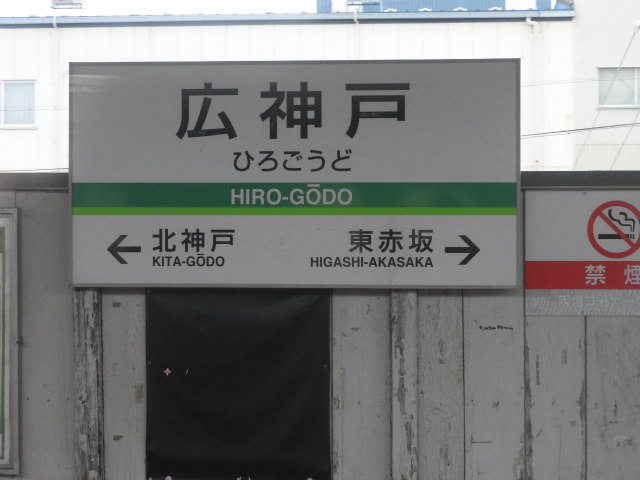 広神戸
ひろごうど
HIRO-GŌDO
北神戸 東赤坂
KITA-GŌDO HIGASHI-AKASAKA
禁煙